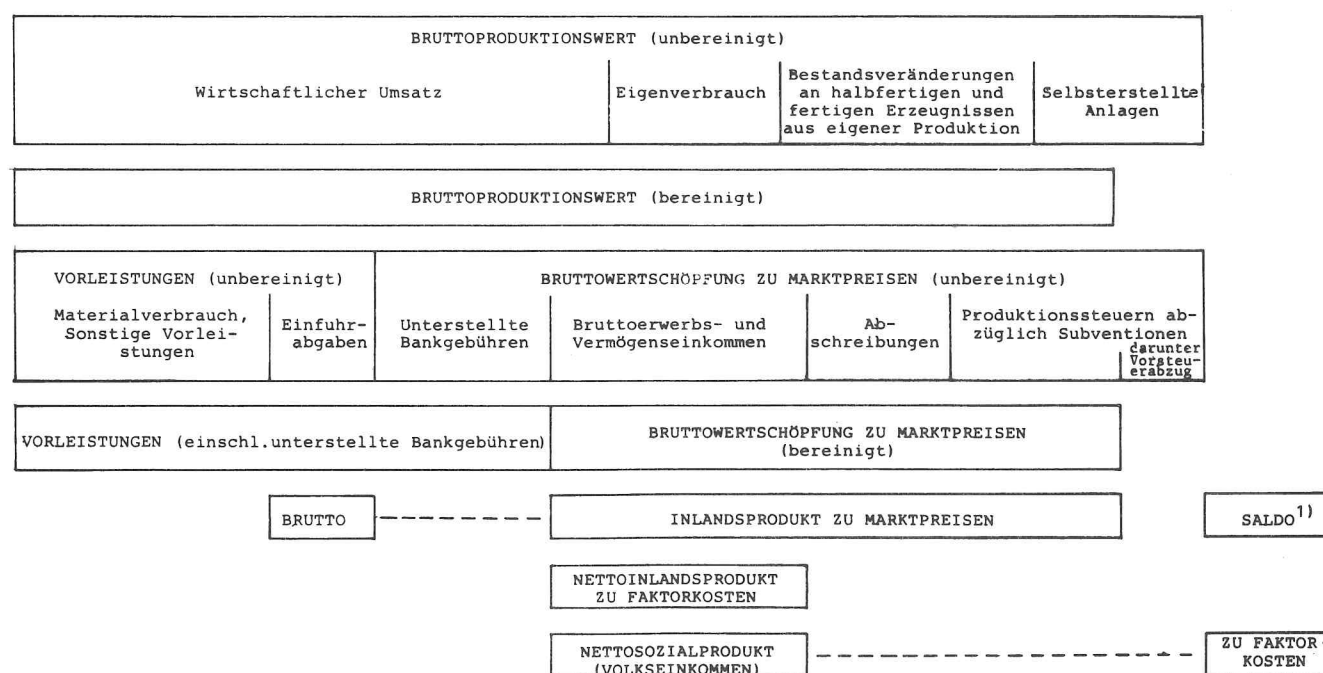 BRUTTOPRODUKTIONSWERT (unbereinigt)
Wirtschaftlicher Umsatz
Eigenverbrauch
Bestandsveränderungen
an halbfertigen und
fertigen Erzeugnissen
aus eigener Produktion
Selbsterstellte
Anlagen
BRUTTOPRODUKTIONSWERT (bereinigt)
VORLEISTUNGEN (unbereinigt)
BRUTTOWERTSCHÖPFUNG ZU MARKTPREISEN (unbereinigt)
Materialverbrauch,
Sonstige Vorlei-
stungen
Einfuhr-
abgaben
Unterstellte
Bankgebühren
Bruttoerwerbs- und
Vermögenseinkommen
Ab-
schreibungen
Produktionssteuern ab-
züglich Subventionen
darunter
Vorsteu-
erabzug
VORLEISTUNGEN (einschl.unterstellte Bankgebühren)
BRUTTOWERTSCHÖPFUNG ZU MARKTPREISEN
(bereinigt)
BRUTTO
INLANDSPRODUKT ZU MARKTPREISEN
SALDO1)
NETTOINLANDSPRODUKT
ZU FAKTORKOSTEN
NETTOSOZIALPRODUKT
(VOLKSEINKOMMEN)
ZU FAKTOR-
KOSTEN